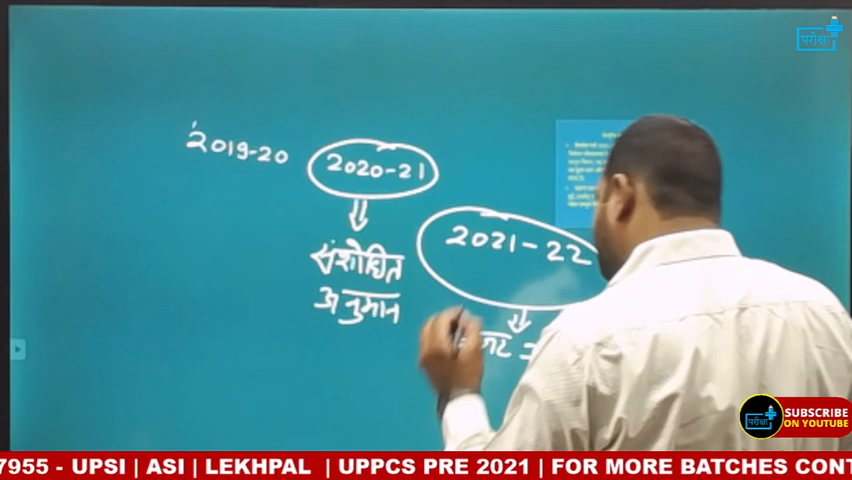 परीक्षा
2019-20
2020-21
संशोधित
अनुमान
2021-22
परीक्षा
SUBSCRIBE
ON YOUTUBE
7955 - UPSI | ASI | LEKHPAL | UPPCS PRE 2021 | FOR MORE BATCHES CONT